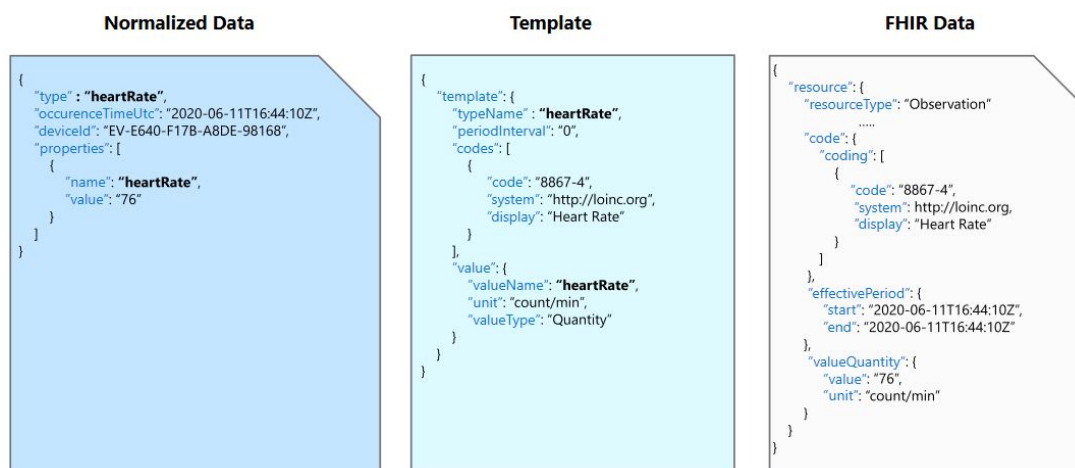 Normalized Data
{
"type" : "heartRate",
"occurenceTimeUtc": "2020-06-11T16:44:10Z",
"deviceId": "EV-E640-F17B-A8DE-98168",
"properties": [
{
"name": "heartRate",
"value": "76"
}
]
}
Template
{
"template": {
"typeName" : "heartRate",
"periodInterval": "0",
"codes": [
{
"code": "8867-4",
"system": "http://loinc.org",
"display": "Heart Rate"
}
],
"value": {
"valueName": "heartRate",
"unit": "count/min",
"valueType": "Quantity"
}
}
}
FHIR Data
{
"resource": {
"resourceType": "Observation"
.....
"code": {
"coding": [
{
"code": "8867-4",
"system": http://loinc.org,
"display": "Heart Rate"
}
]
},
"effectivePeriod": {
"start": "2020-06-11T16:44:10Z",
"end": "2020-06-11T16:44:10Z"
},
"valueQuantity": {
"value": "76",
"unit": "count/min"
}
}
}